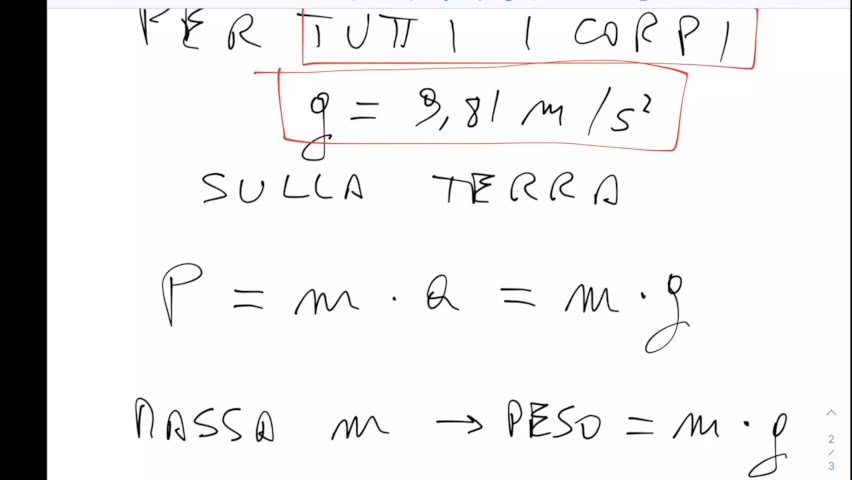 PER TUTTI I CORPI
g = 9,81 m/s²
SULLA TERRA
P = m · a = m · g
MASSA m → PESO = m · g
2
/
3